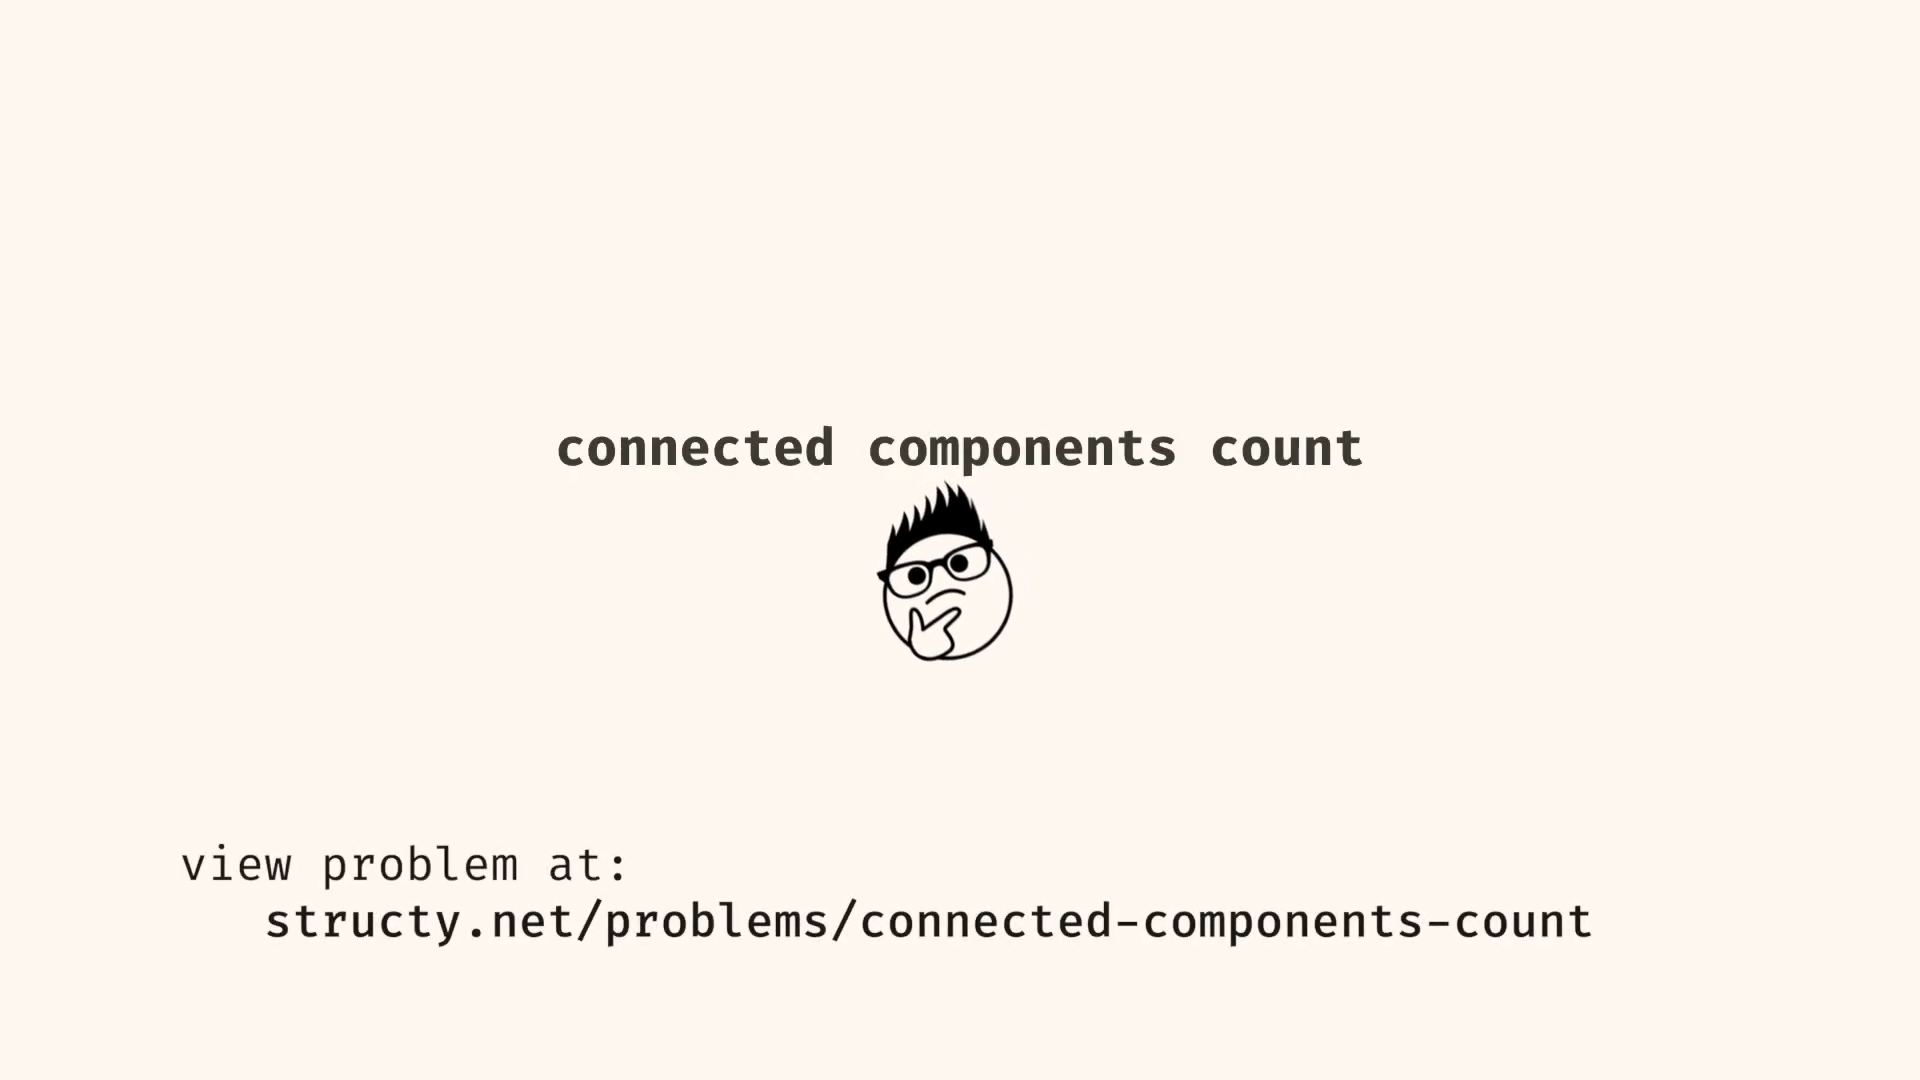 connected components count
view problem at:
structy.net/problems/connected-components-count